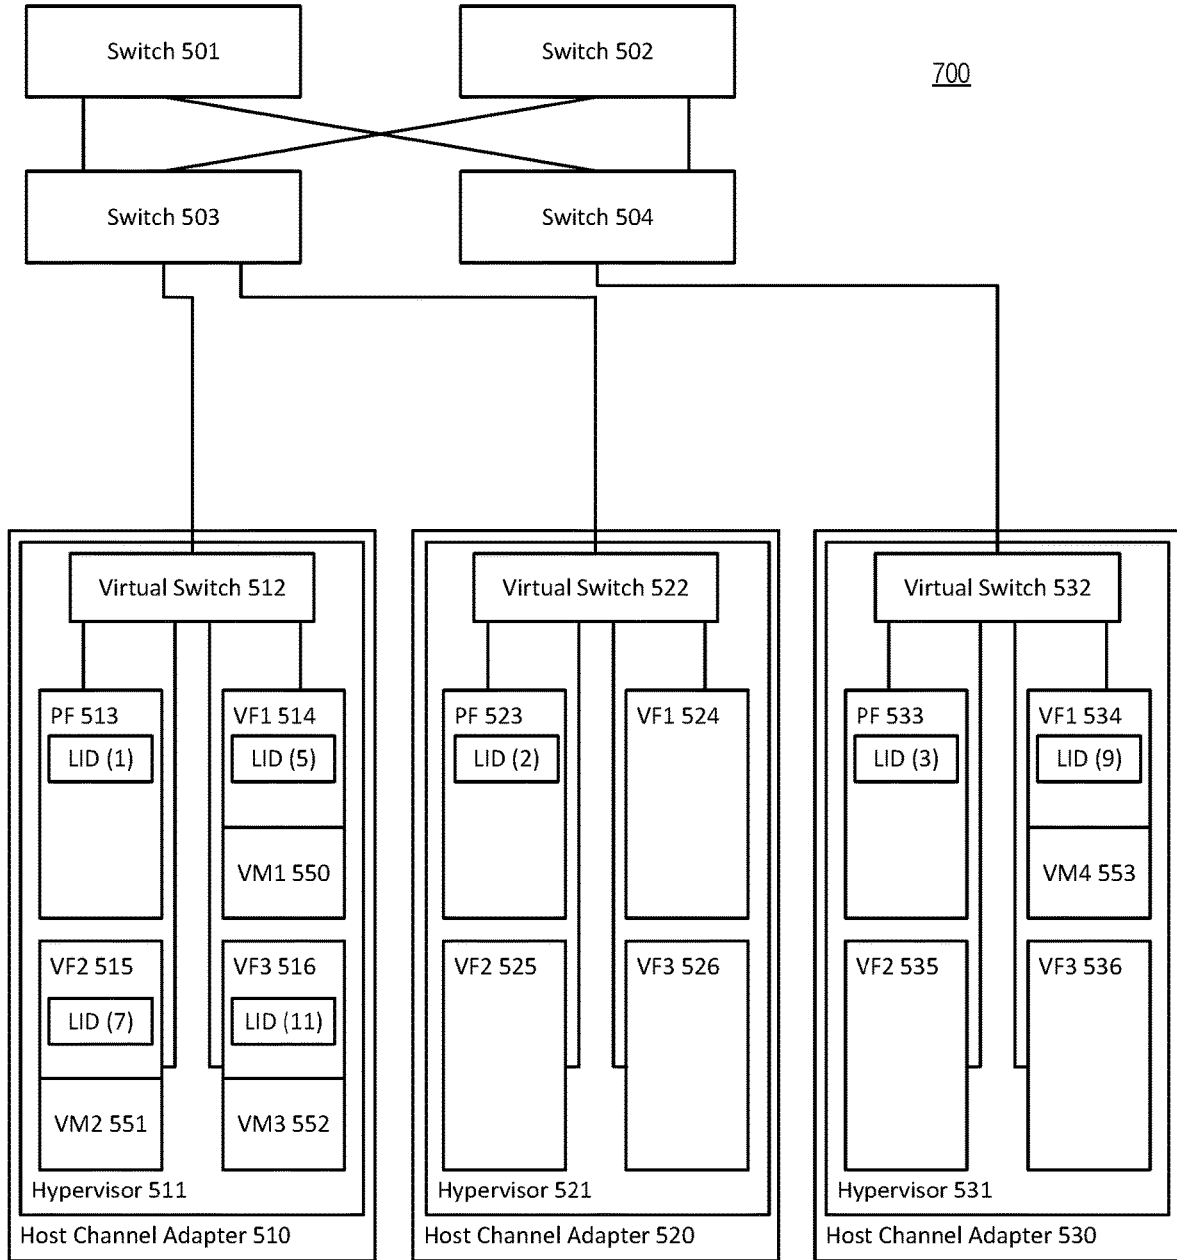 Switch 501
Switch 502
700
Switch 503
Switch 504
Virtual Switch 512
Virtual Switch 522
Virtual Switch 532
PF 513
LID (1)
VF1 514
LID (5)
VM1 550
VF2 515
LID (7)
VM2 551
VF3 516
LID (11)
VM3 552
Hypervisor 511
Host Channel Adapter 510
PF 523
LID (2)
VF1 524
VF2 525
VF3 526
Hypervisor 521
Host Channel Adapter 520
PF 533
LID (3)
VF1 534
LID (9)
VM4 553
VF2 535
VF3 536
Hypervisor 531
Host Channel Adapter 530